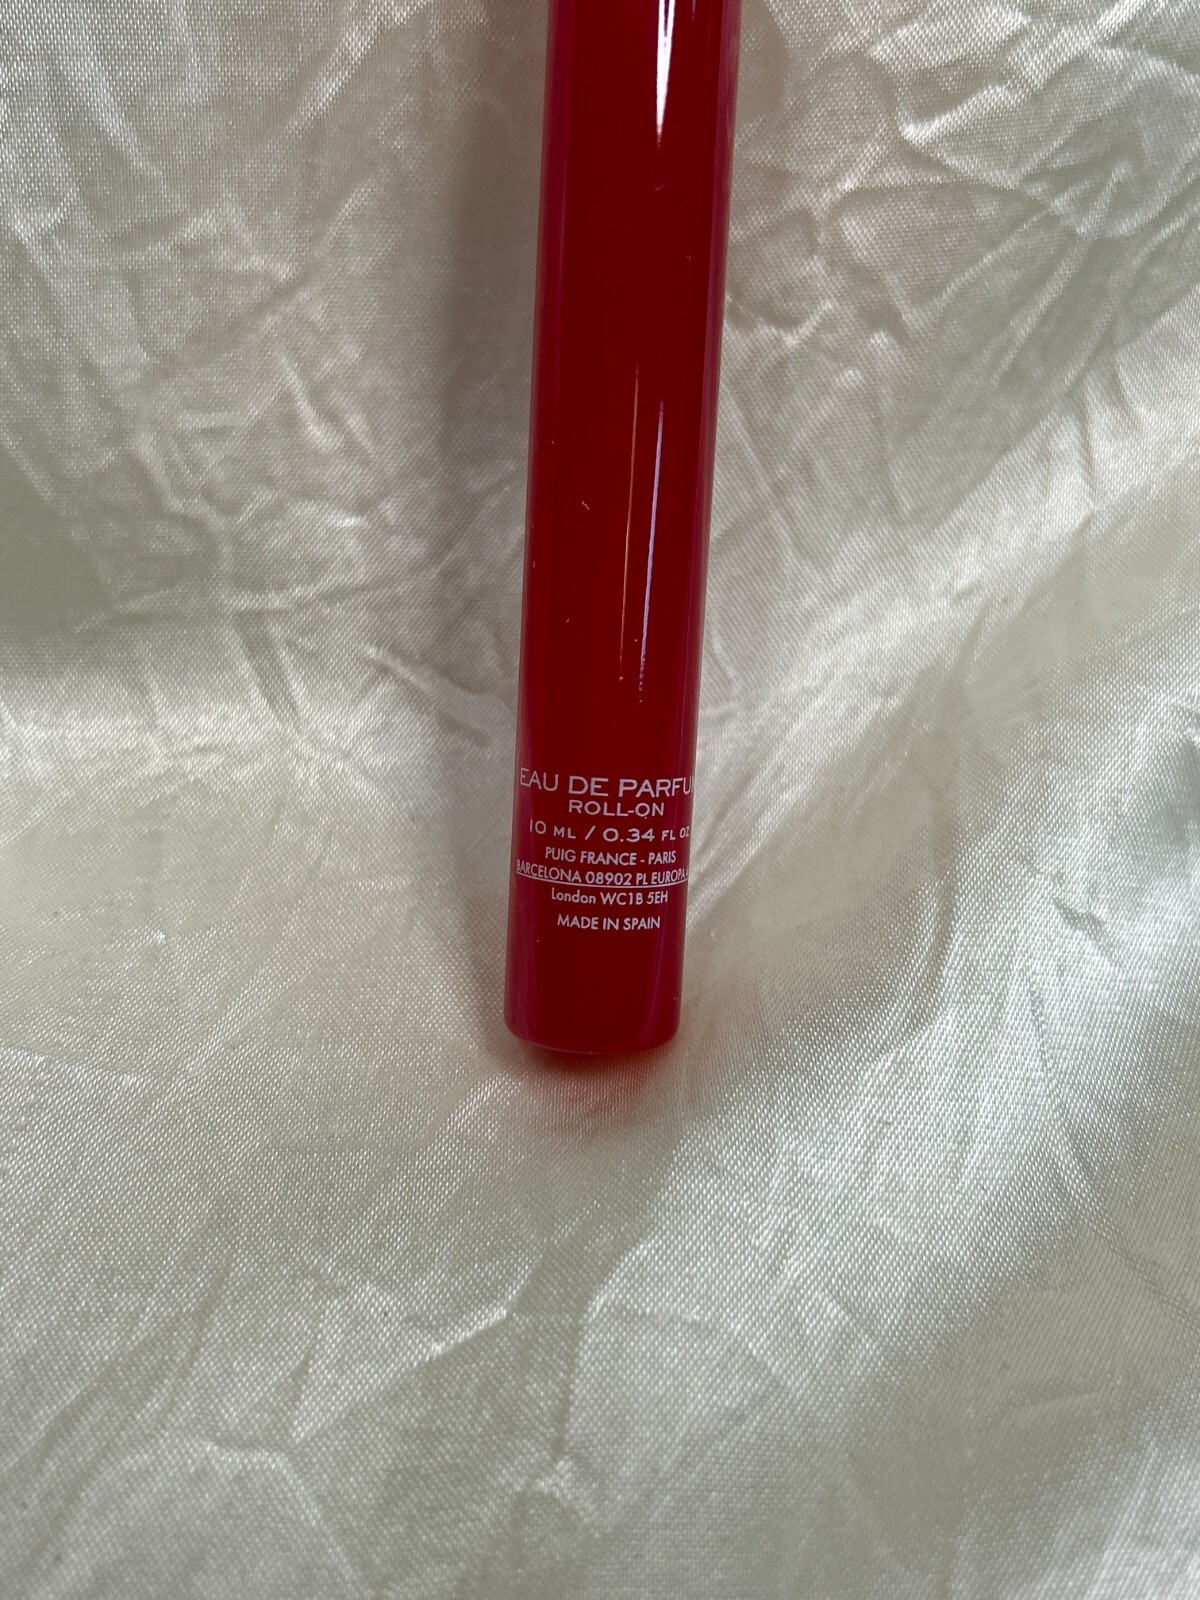 EAU DE PARFU
ROLL-ON
10 ML / 0.34 FL OZ
PUIG FRANCE - PARIS
BARCELONA 08902 PL EUROPA
London WC1B 5EH
MADE IN SPAIN